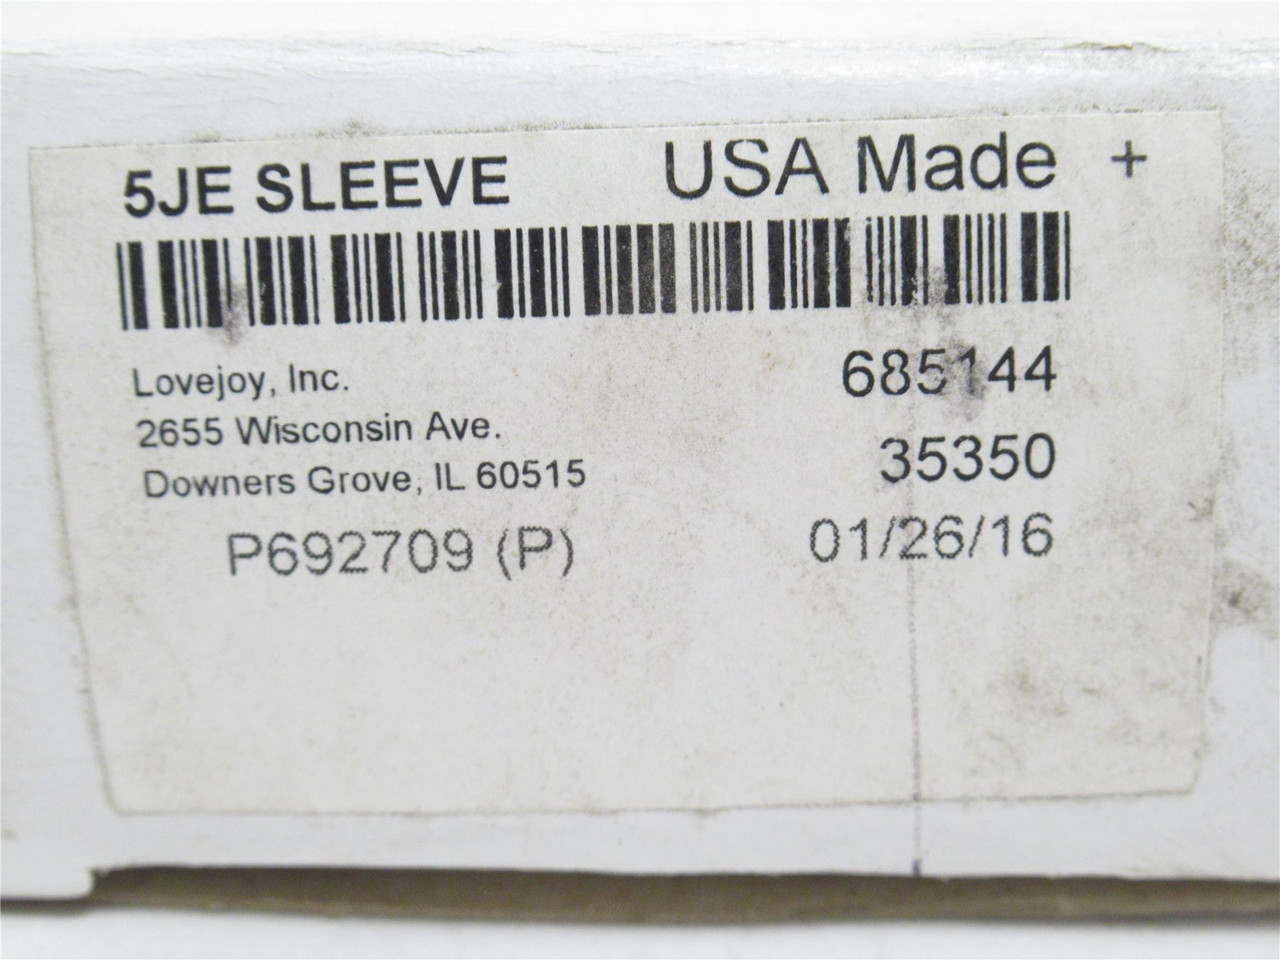 5JE SLEEVE USA Made +
Lovejoy, Inc. 685144
2655 Wisconsin Ave.
Downers Grove, IL 60515 35350
P692709 (P) 01/26/16